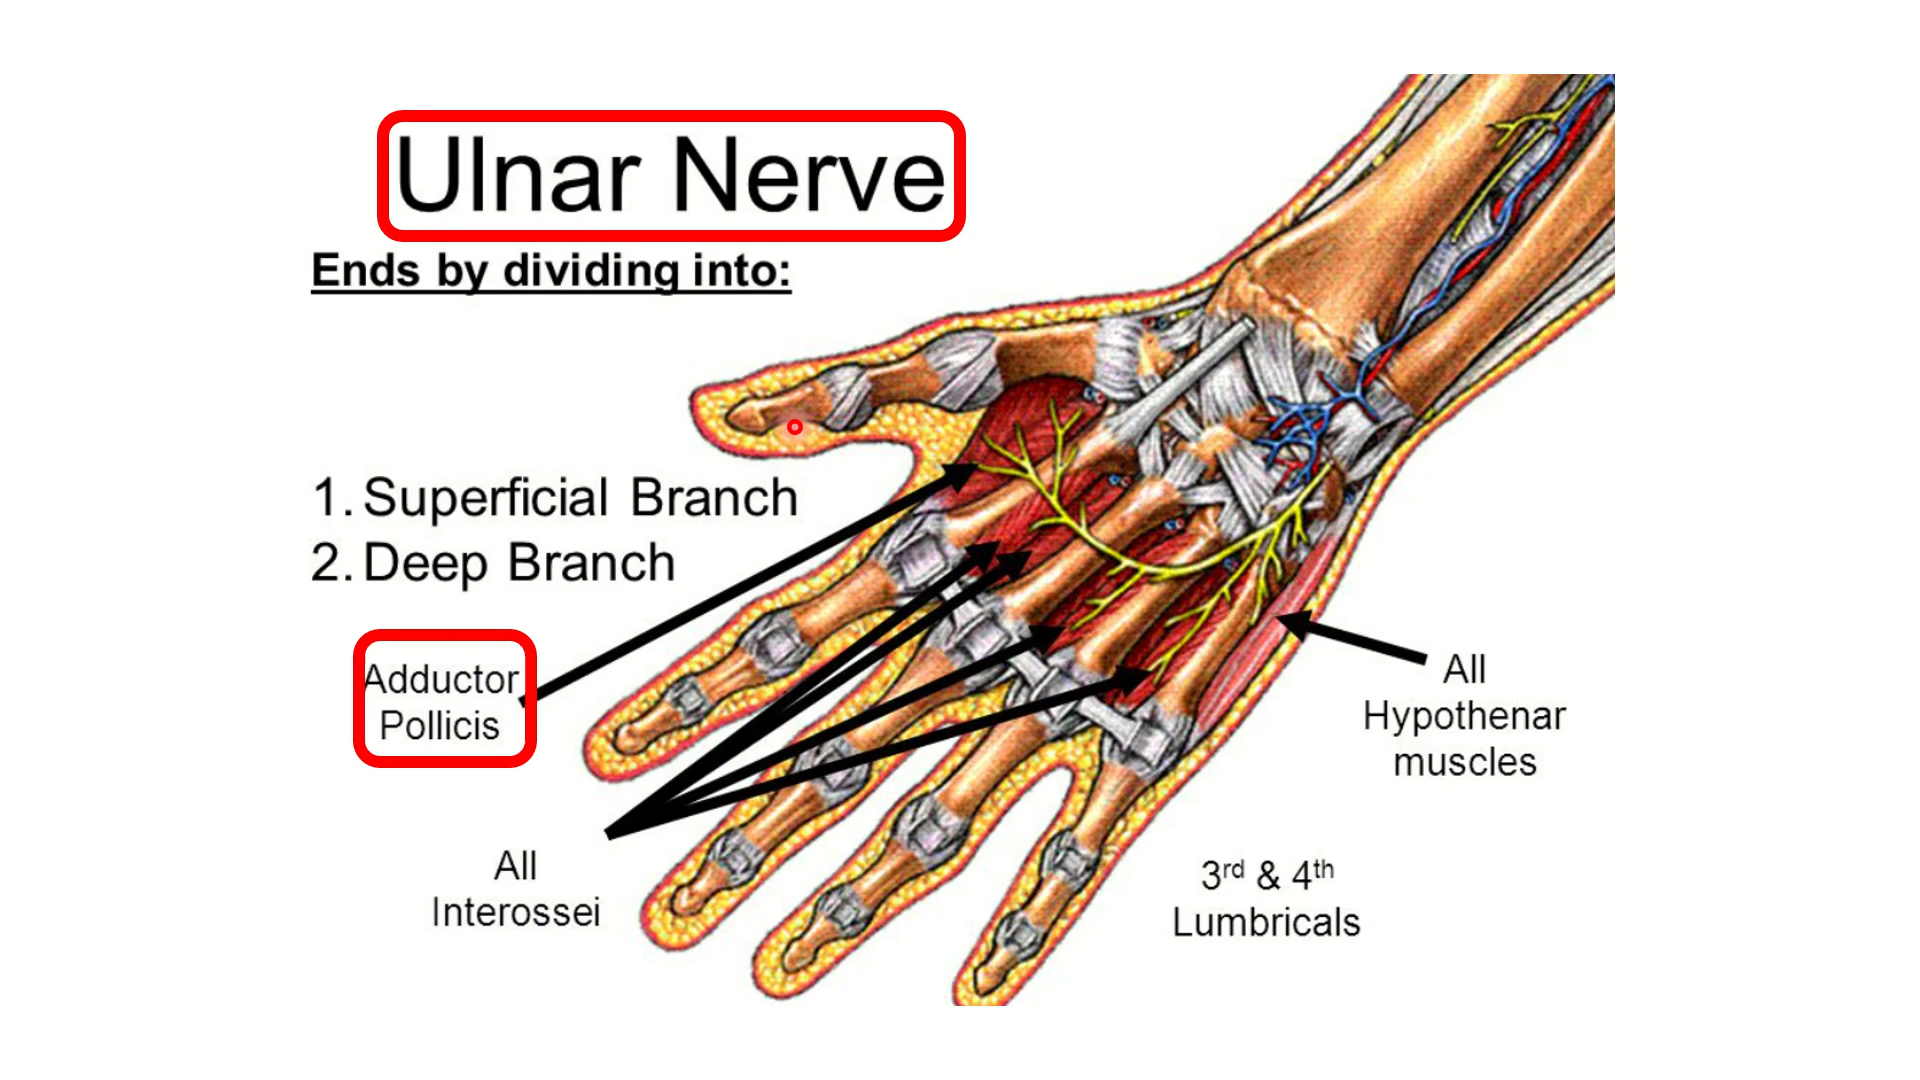 Ulnar Nerve
Ends by dividing into:
1. Superficial Branch
2. Deep Branch
Adductor
Pollicis
All
Interossei
All
Hypothenar
muscles
3rd & 4th
Lumbricals